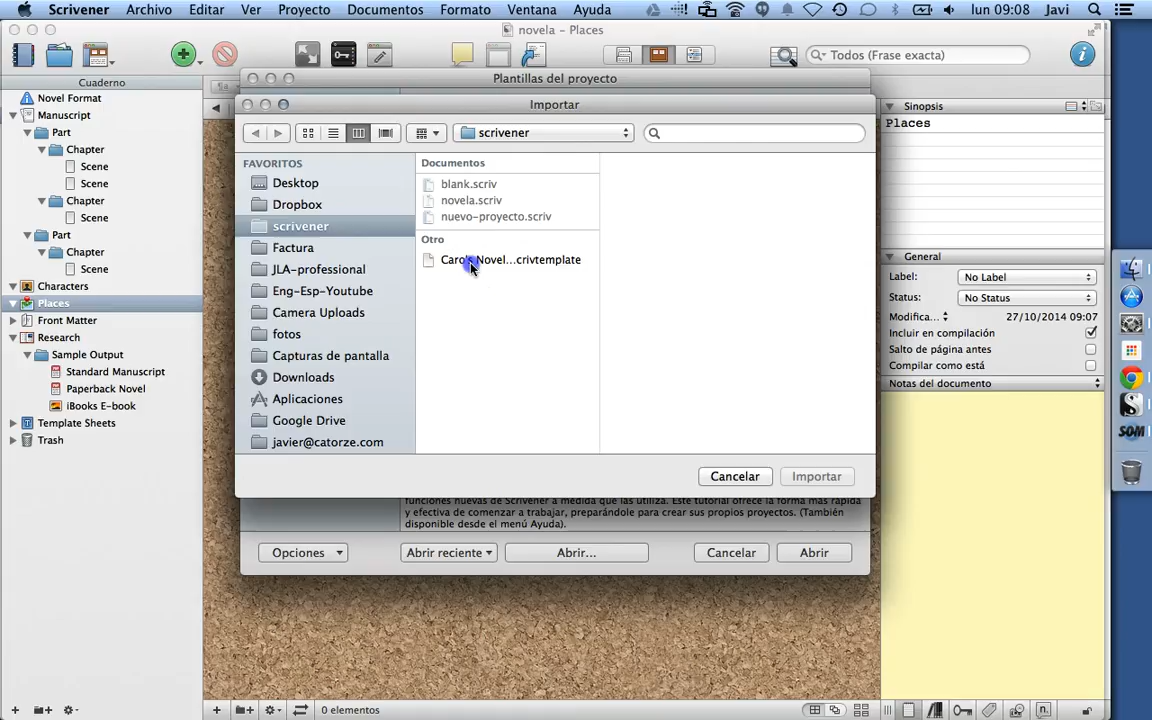 Scrivener Archivo Editar Ver Proyecto Documentos Formato Ventana Ayuda lun 09:08 Javi
novela – Places
Todos (Frase exacta)
Cuaderno
Novel Format
Manuscript
Part
Chapter
Scene
Scene
Chapter
Scene
Part
Chapter
Scene
Characters
Places
Front Matter
Research
Sample Output
Standard Manuscript
Paperback Novel
iBooks E-book
Template Sheets
Trash
Plantillas del proyecto
Importar
scrivener
FAVORITOS
Desktop
Dropbox
scrivener
Factura
JLA-professional
Eng-Esp-Youtube
Camera Uploads
fotos
Capturas de pantalla
Downloads
Aplicaciones
Google Drive
javier@catorze.com
Documentos
blank.scriv
novela.scriv
nuevo-proyecto.scriv
Otro
Novel...crivtemplate
Cancelar Importar
funciones nuevas de Scrivener a medida que las utiliza. Este tutorial ofrece la forma más rápida
y efectiva de comenzar a trabajar, preparándole para crear sus propios proyectos. (También
disponible desde el menú Ayuda).
Opciones Abrir reciente Abrir... Cancelar Abrir
0 elementos
Sinopsis
Places
General
Label: No Label
Status: No Status
Modifica... 27/10/2014 09:07
Incluir en compilación
Salto de página antes
Compilar como está
Notas del documento
SOM